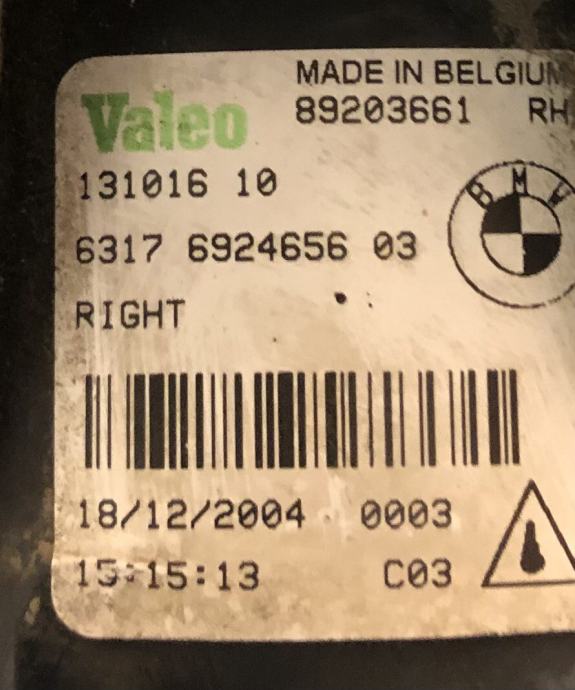 MADE IN BELGIUM
Valeo 89203661 RH
131016 10
BMW
6317 6924656 03
RIGHT
18/12/2004 0003
15:15:13 C03